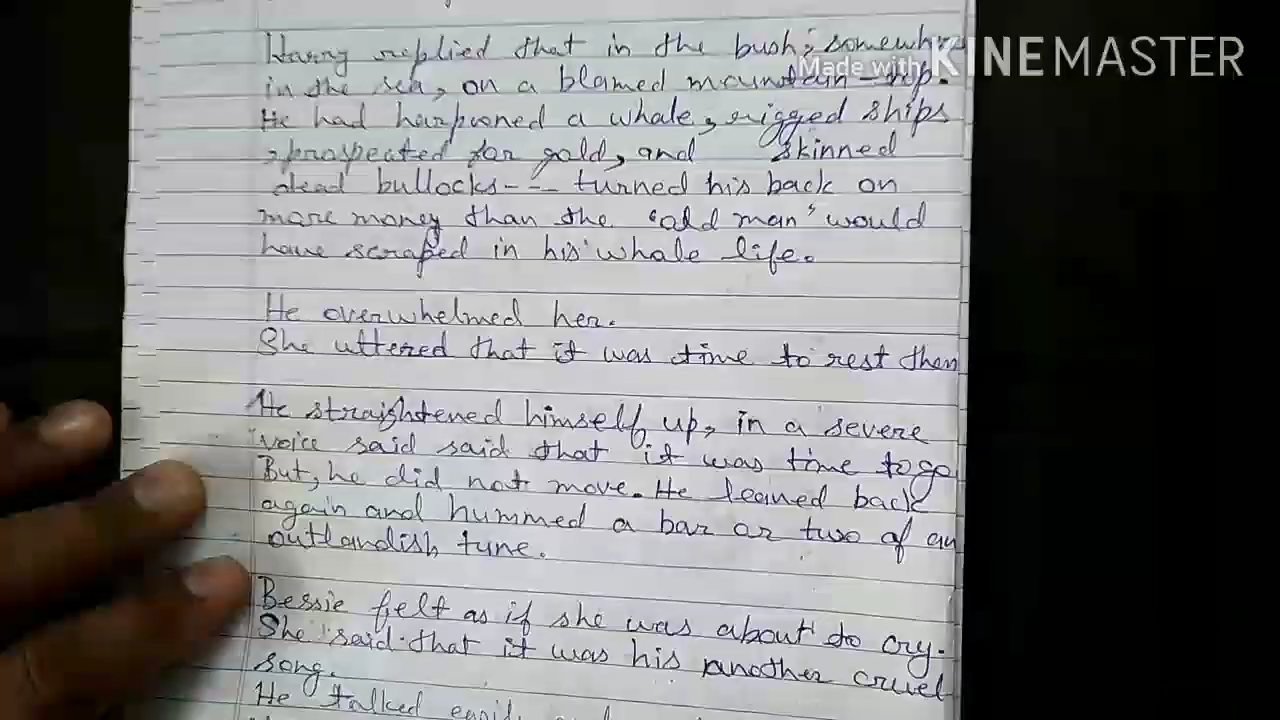 Harry replied that in the bush, somewhr
in the sea, on a blamed mountain-top.
He had harpooned a whale, rigged ships
, prospected for gold, and skinned
dead bullocks--- turned his back on
more money than the 'old man' would
have scraped in his whole life.
He overwhelmed her.
She uttered that it was time to rest then
He straightened himself up, in a severe
voice said said that it was time to go
But, he did not move. He leaned back
again and hummed a bar or two of an
outlandish tune.
Bessie felt as if she was about to cry.
She said that it was his another cruel
song.
He talked
Made with KINEMASTER